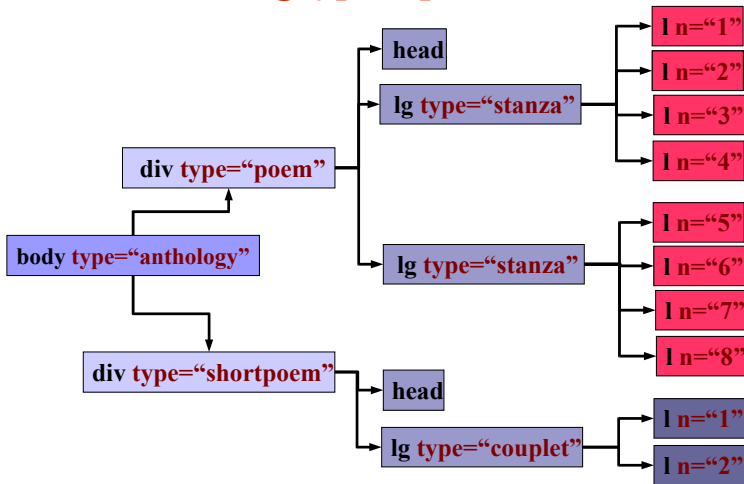 head
l n=“1”
l n=“2”
lg type=“stanza”
l n=“3”
l n=“4”
div type=“poem”
l n=“5”
body type=“anthology”
lg type=“stanza”
l n=“6”
l n=“7”
l n=“8”
div type=“shortpoem”
head
l n=“1”
lg type=“couplet”
l n=“2”